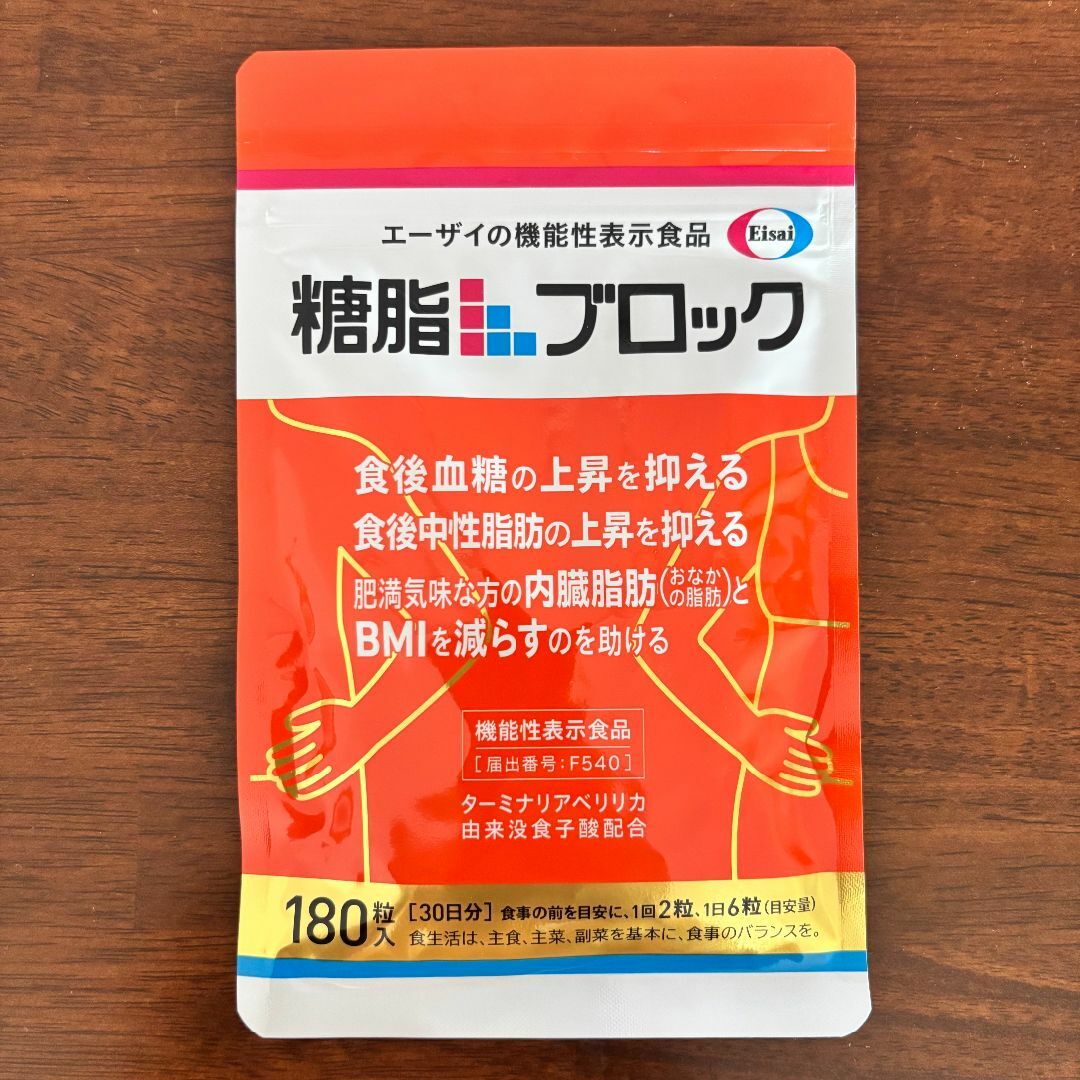 エーザイの機能性表示食品
Eisai
糖脂ブロック
食後血糖の上昇を抑える
食後中性脂肪の上昇を抑える
肥満気味な方の内臓脂肪(おなかの脂肪)と
BMIを減らすのを助ける
機能性表示食品
[届出番号:F540]
ターミナリアベリリカ
由来没食子酸配合
180粒入 [30日分] 食事の前を目安に、1回2粒、1日6粒(目安量)
食生活は、主食、主菜、副菜を基本に、食事のバランスを。